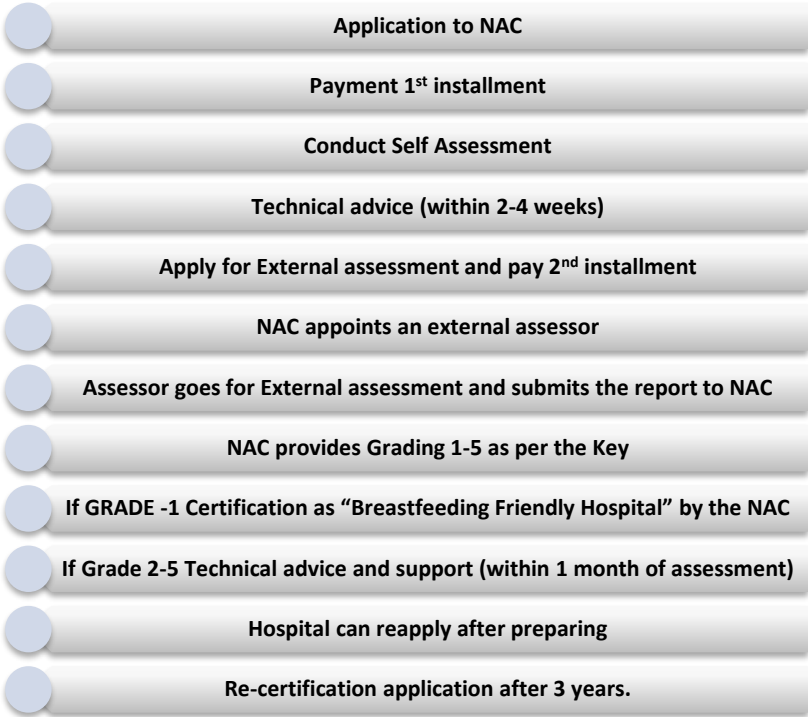 Application to NAC
Payment 1st installment
Conduct Self Assessment
Technical advice (within 2-4 weeks)
Apply for External assessment and pay 2nd installment
NAC appoints an external assessor
Assessor goes for External assessment and submits the report to NAC
NAC provides Grading 1-5 as per the Key
If GRADE -1 Certification as “Breastfeeding Friendly Hospital” by the NAC
If Grade 2-5 Technical advice and support (within 1 month of assessment)
Hospital can reapply after preparing
Re-certification application after 3 years.